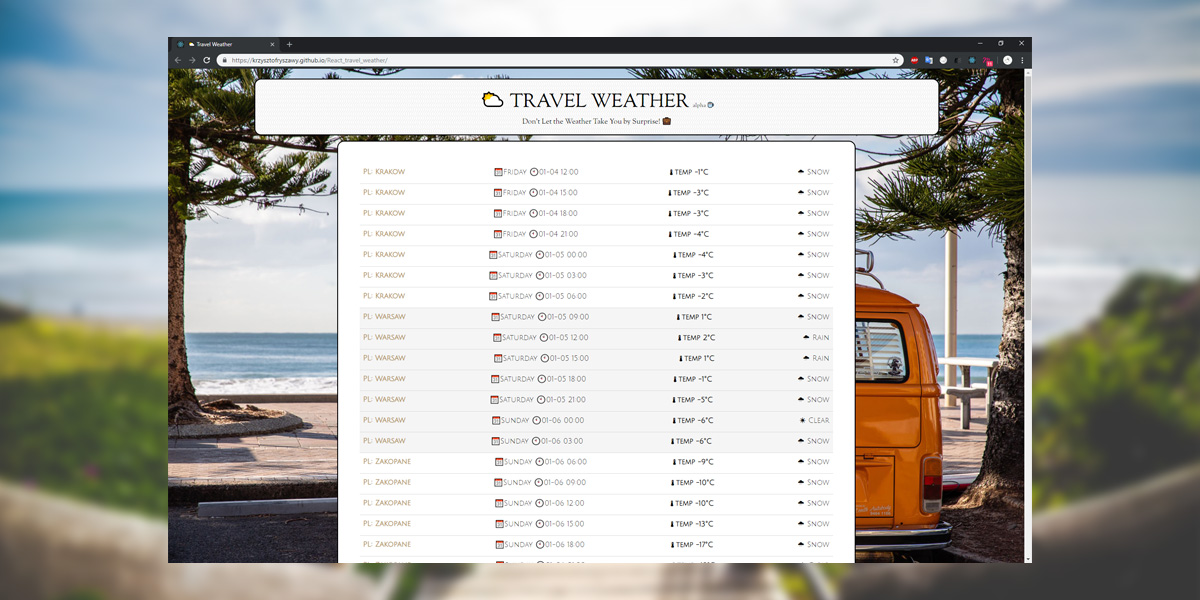 Travel Weather
https://krzysztofryszawy.github.io/React_travel_weather/
TRAVEL WEATHER alpha
Don't Let the Weather Take You by Surprise!
PL: KRAKOW FRIDAY 01-04 12:00 TEMP -1°C SNOW
PL: KRAKOW FRIDAY 01-04 15:00 TEMP -3°C SNOW
PL: KRAKOW FRIDAY 01-04 18:00 TEMP -3°C SNOW
PL: KRAKOW FRIDAY 01-04 21:00 TEMP -4°C SNOW
PL: KRAKOW SATURDAY 01-05 00:00 TEMP -4°C SNOW
PL: KRAKOW SATURDAY 01-05 03:00 TEMP -3°C SNOW
PL: KRAKOW SATURDAY 01-05 06:00 TEMP -2°C SNOW
PL: WARSAW SATURDAY 01-05 09:00 TEMP 1°C SNOW
PL: WARSAW SATURDAY 01-05 12:00 TEMP 2°C RAIN
PL: WARSAW SATURDAY 01-05 15:00 TEMP 1°C RAIN
PL: WARSAW SATURDAY 01-05 18:00 TEMP -1°C SNOW
PL: WARSAW SATURDAY 01-05 21:00 TEMP -5°C SNOW
PL: WARSAW SUNDAY 01-06 00:00 TEMP -6°C CLEAR
PL: WARSAW SUNDAY 01-06 03:00 TEMP -6°C SNOW
PL: ZAKOPANE SUNDAY 01-06 06:00 TEMP -9°C SNOW
PL: ZAKOPANE SUNDAY 01-06 09:00 TEMP -10°C SNOW
PL: ZAKOPANE SUNDAY 01-06 12:00 TEMP -10°C SNOW
PL: ZAKOPANE SUNDAY 01-06 15:00 TEMP -13°C SNOW
PL: ZAKOPANE SUNDAY 01-06 18:00 TEMP -17°C SNOW